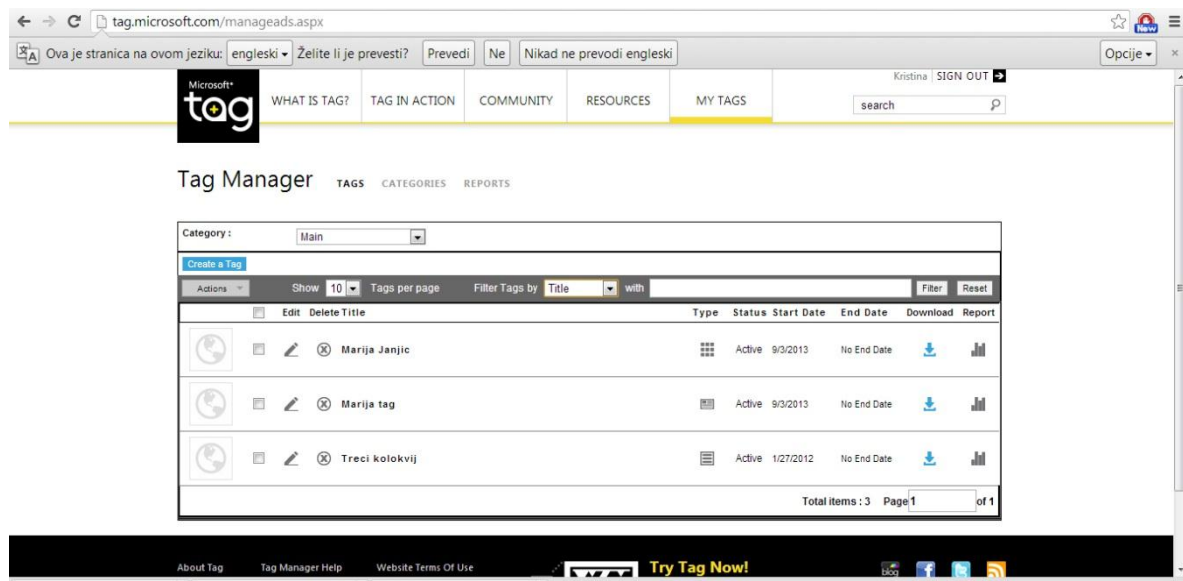 tag.microsoft.com/manageads.aspx
New
Ova je stranica na ovom jeziku: engleski Želite li je prevesti? Prevedi Ne Nikad ne prevodi engleski Opcije
Kristina SIGN OUT
Microsoft
tag
WHAT IS TAG? TAG IN ACTION COMMUNITY RESOURCES MY TAGS search
Tag Manager TAGS CATEGORIES REPORTS
Category : Main
Create a Tag
Actions Show 10 Tags per page Filter Tags by Title with Filter Reset
Edit Delete Title Type Status Start Date End Date Download Report
Marija Janjic Active 9/3/2013 No End Date
Marija tag Active 9/3/2013 No End Date
Treci kolokvij Active 1/27/2012 No End Date
Total items : 3 Page 1 of 1
About Tag Tag Manager Help Website Terms Of Use Try Tag Now! blog